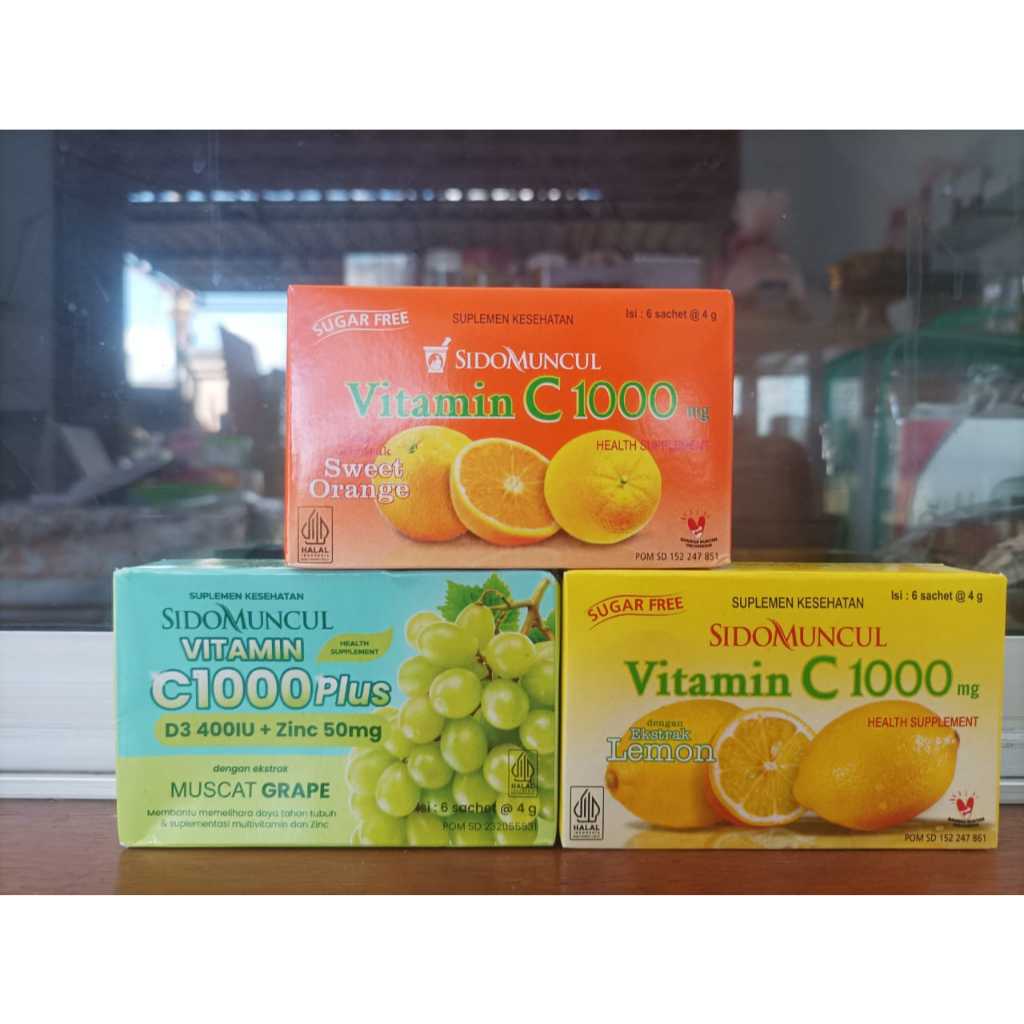 SUGAR FREE
SUPLEMEN KESEHATAN
Isi : 6 sachet @ 4 g
SIDOMUNCUL
Vitamin C 1000 mg
HEALTH SUPPLEMENT
Sweet
Orange
HALAL
INDONESIA
POM SD 152 247 851
SUPLEMEN KESEHATAN
SIDOMUNCUL
VITAMIN
HEALTH
SUPPLEMENT
C1000 Plus
D3 400IU + Zinc 50mg
dengan ekstrak
MUSCAT GRAPE
Membantu memelihara daya tahan tubuh
& suplementasi multivitamin dan Zinc
Isi : 6 sachet @ 4 g
SUGAR FREE
SUPLEMEN KESEHATAN
Isi : 6 sachet @ 4 g
SIDOMUNCUL
Vitamin C 1000 mg
HEALTH SUPPLEMENT
dengan
Ekstrak
Lemon
HALAL
INDONESIA
POM SD 152 247 861